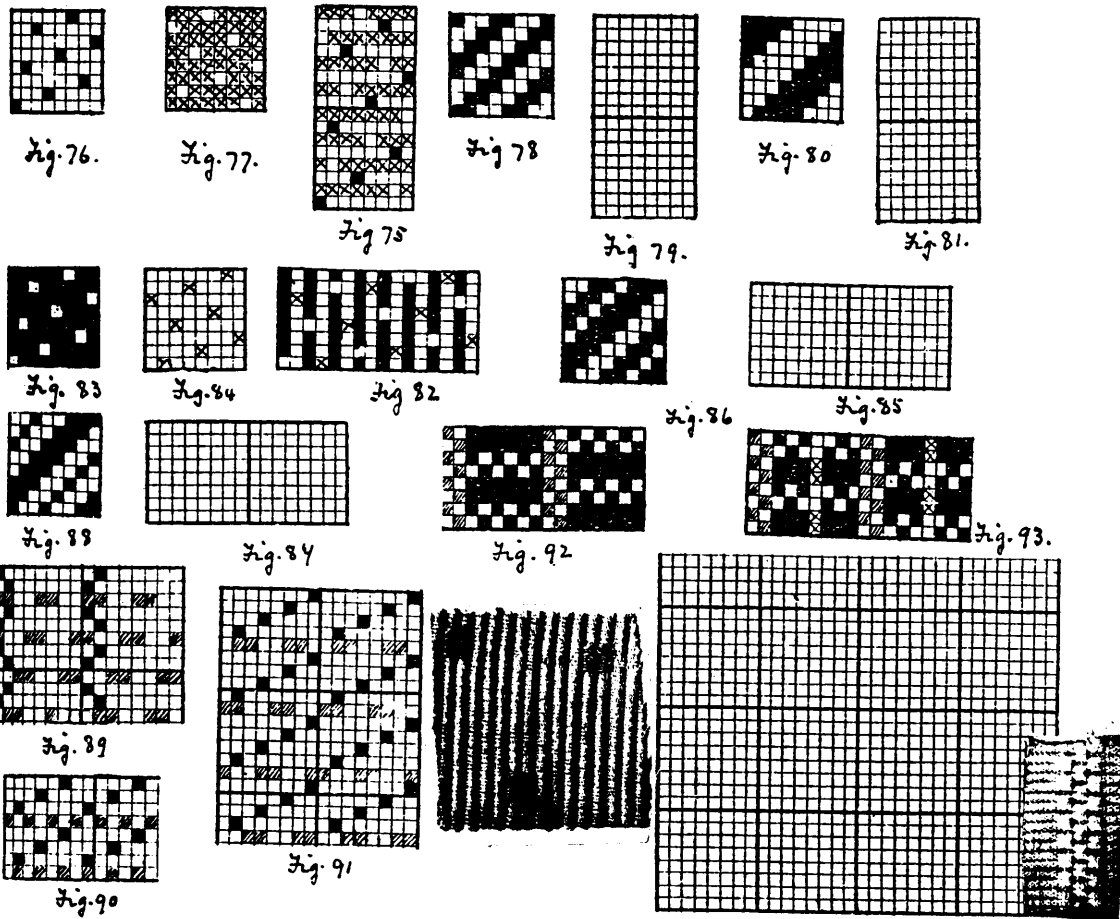 Fig. 76.
Fig. 77.
Fig 75
Fig 78
Fig 79.
Fig. 80
Fig. 81.
Fig. 83
Fig. 84
Fig 82
Fig. 86
Fig. 85
Fig. 88
Fig. 84
Fig. 92
Fig. 93.
Fig. 89
Fig. 91
Fig. 90